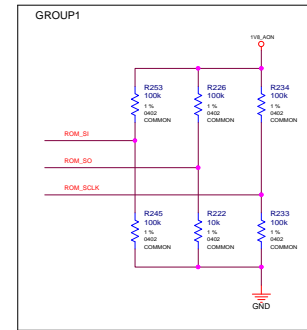 GROUP1
1V8_AON
R253
100k
1 %
0402
COMMON
R226
100k
1 %
0402
COMMON
R234
100k
1 %
0402
COMMON
ROM_SI
ROM_SO
ROM_SCLK
R245
100k
1 %
0402
COMMON
R222
10k
1 %
0402
COMMON
R233
100k
1 %
0402
COMMON
GND